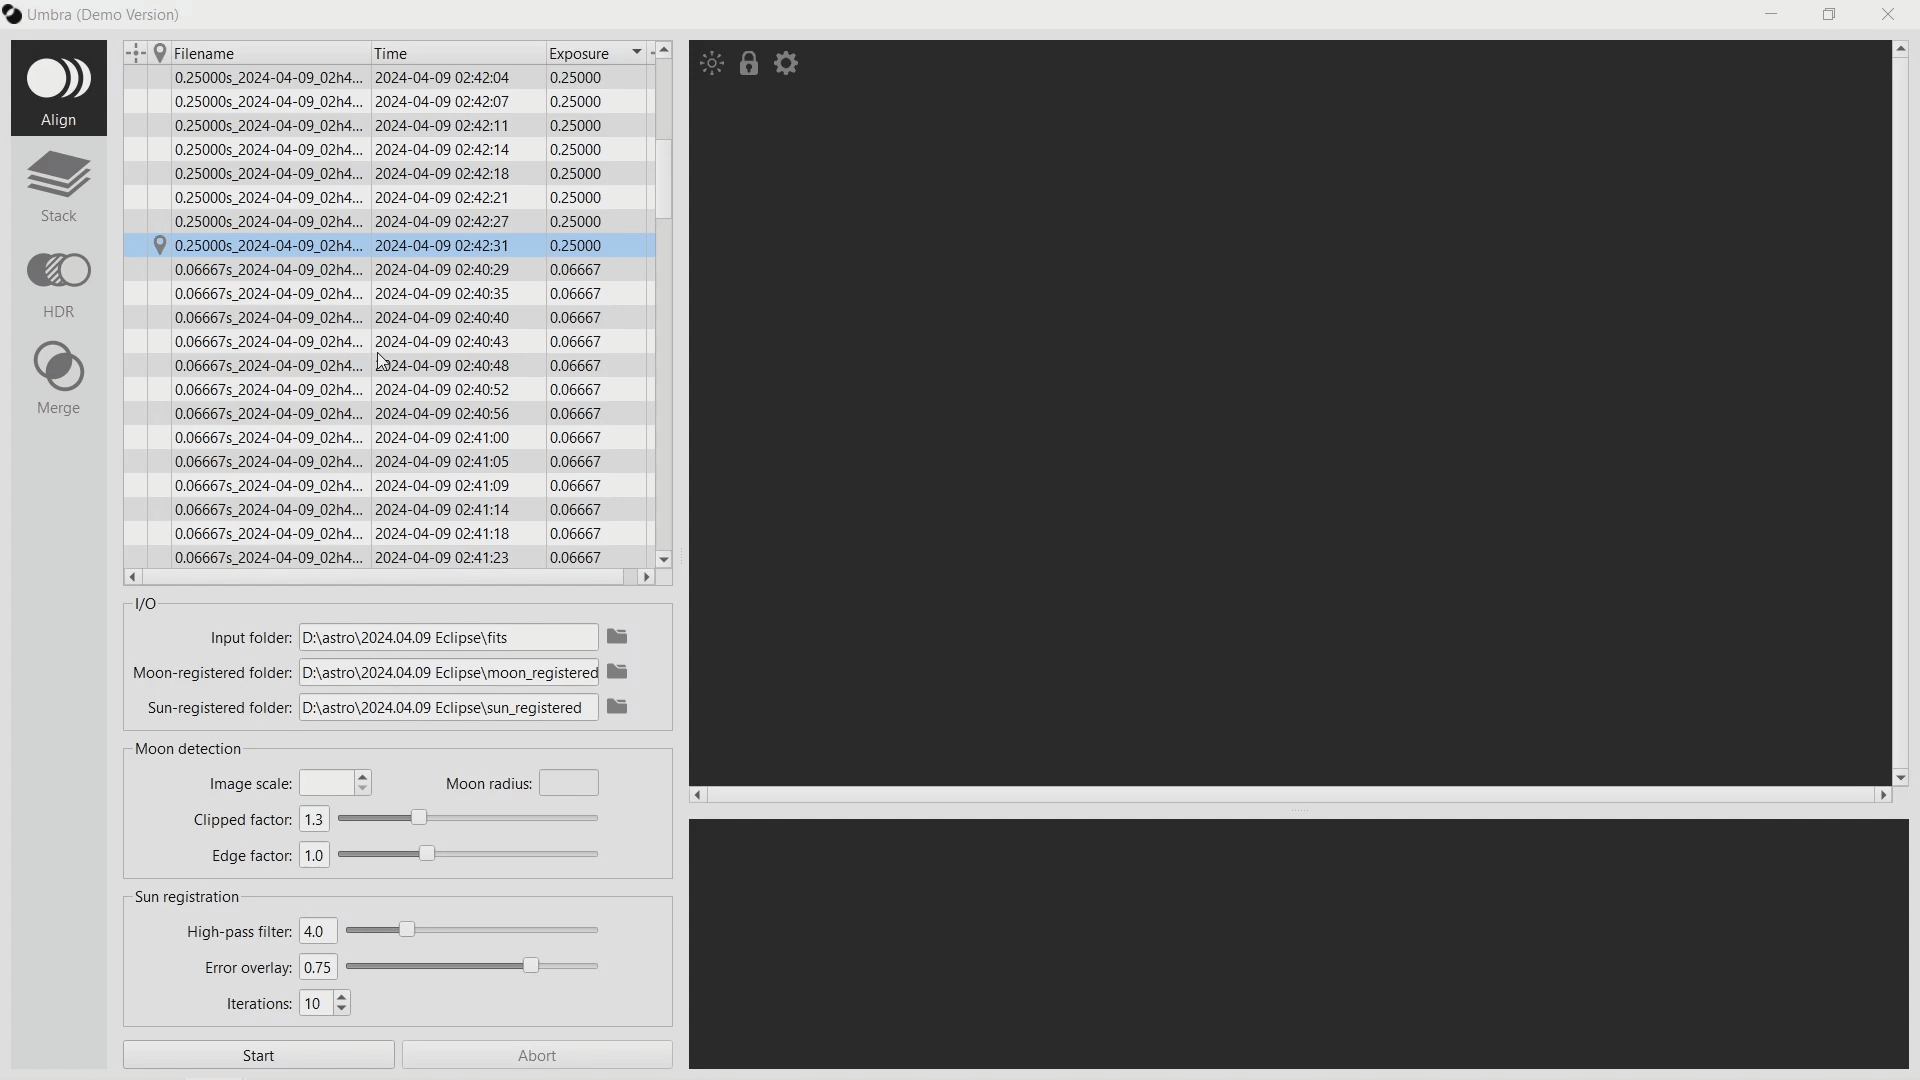 Umbra (Demo Version)
Filename Time Exposure
0.25000s_2024-04-09_02h4... 2024-04-09 02:42:04 0.25000
0.25000s_2024-04-09_02h4... 2024-04-09 02:42:07 0.25000
0.25000s_2024-04-09_02h4... 2024-04-09 02:42:11 0.25000
0.25000s_2024-04-09_02h4... 2024-04-09 02:42:14 0.25000
0.25000s_2024-04-09_02h4... 2024-04-09 02:42:18 0.25000
0.25000s_2024-04-09_02h4... 2024-04-09 02:42:21 0.25000
0.25000s_2024-04-09_02h4... 2024-04-09 02:42:27 0.25000
0.25000s_2024-04-09_02h4... 2024-04-09 02:42:31 0.25000
0.06667s_2024-04-09_02h4... 2024-04-09 02:40:29 0.06667
0.06667s_2024-04-09_02h4... 2024-04-09 02:40:35 0.06667
0.06667s_2024-04-09_02h4... 2024-04-09 02:40:40 0.06667
0.06667s_2024-04-09_02h4... 2024-04-09 02:40:43 0.06667
0.06667s_2024-04-09_02h4... 2024-04-09 02:40:48 0.06667
0.06667s_2024-04-09_02h4... 2024-04-09 02:40:52 0.06667
0.06667s_2024-04-09_02h4... 2024-04-09 02:40:56 0.06667
0.06667s_2024-04-09_02h4... 2024-04-09 02:41:00 0.06667
0.06667s_2024-04-09_02h4... 2024-04-09 02:41:05 0.06667
0.06667s_2024-04-09_02h4... 2024-04-09 02:41:09 0.06667
0.06667s_2024-04-09_02h4... 2024-04-09 02:41:14 0.06667
0.06667s_2024-04-09_02h4... 2024-04-09 02:41:18 0.06667
0.06667s_2024-04-09_02h4... 2024-04-09 02:41:23 0.06667
Align
Stack
HDR
Merge
I/O
Input folder: D:\astro\2024.04.09 Eclipse\fits
Moon-registered folder: D:\astro\2024.04.09 Eclipse\moon_registered
Sun-registered folder: D:\astro\2024.04.09 Eclipse\sun_registered
Moon detection
Image scale: Moon radius:
Clipped factor: 1.3
Edge factor: 1.0
Sun registration
High-pass filter: 4.0
Error overlay: 0.75
Iterations: 10
Start Abort